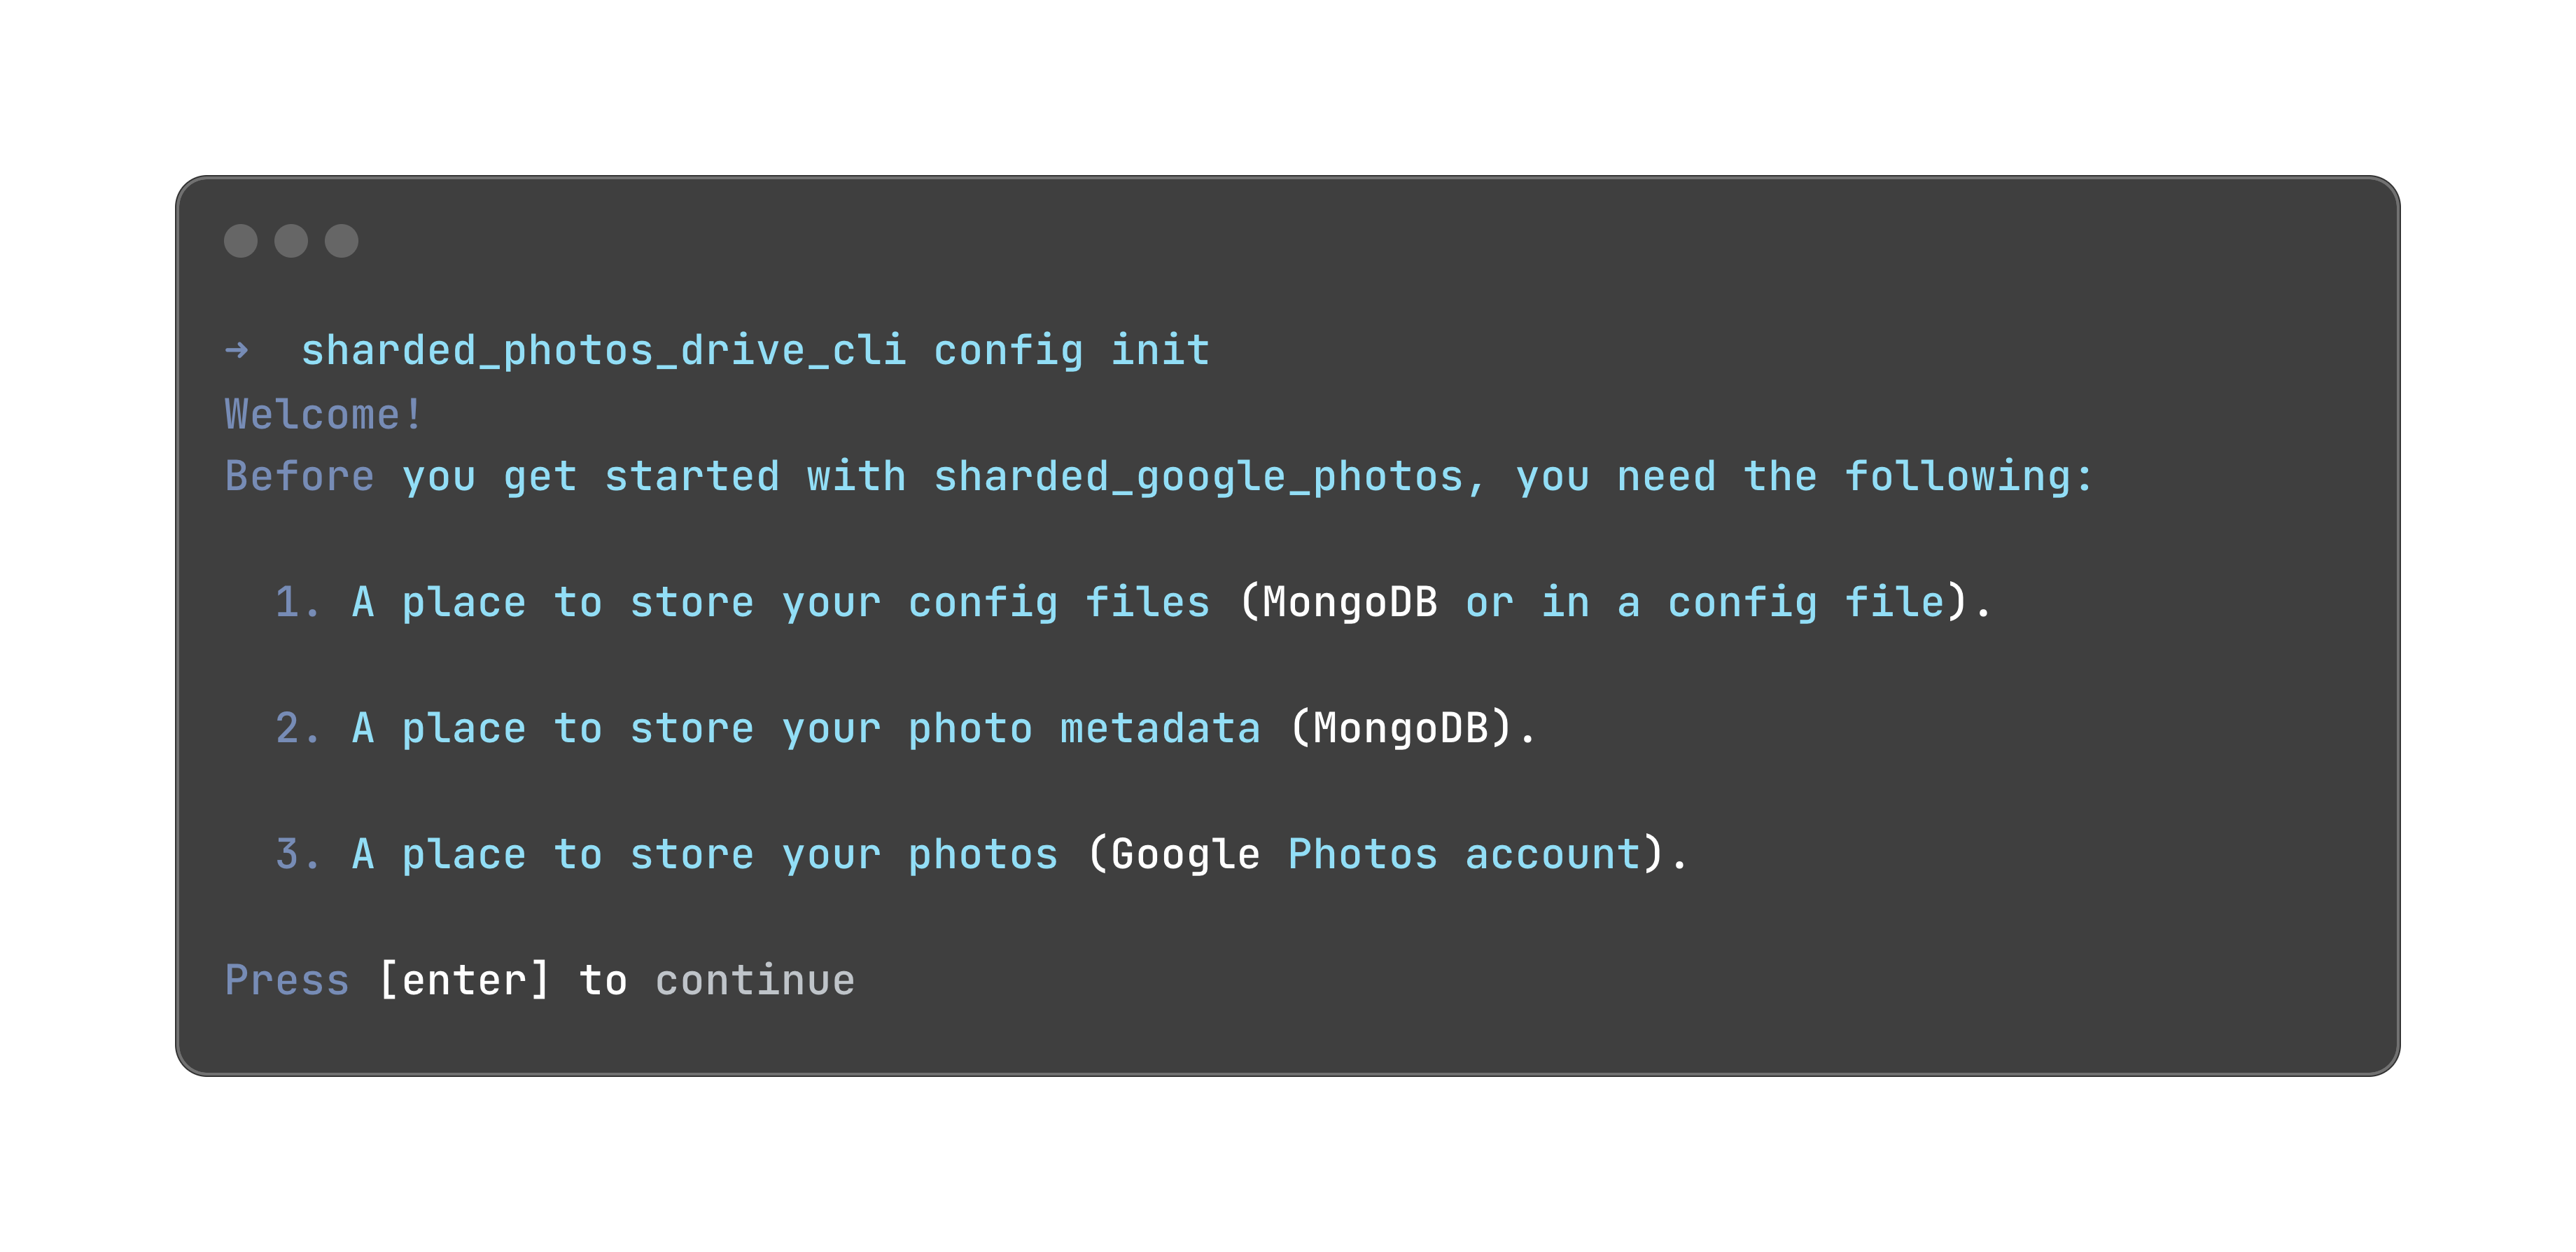 →  sharded_photos_drive_cli config init
Welcome!
Before you get started with sharded_google_photos, you need the following:
1. A place to store your config files (MongoDB or in a config file).
2. A place to store your photo metadata (MongoDB).
3. A place to store your photos (Google Photos account).
Press [enter] to continue